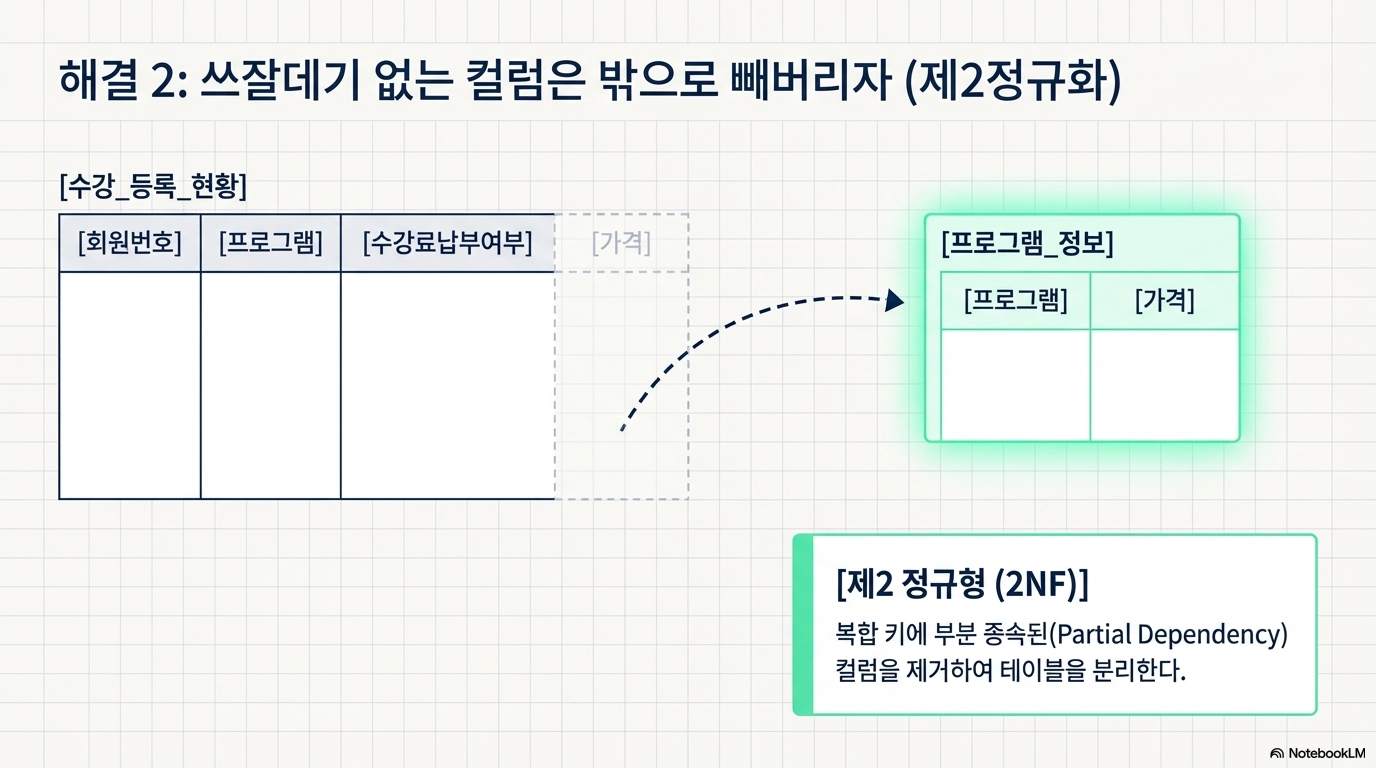 해결 2: 쓰잘데기 없는 컬럼은 밖으로 빼버리자 (제2정규화)
[수강_등록_현황]
[회원번호] [프로그램] [수강료납부여부] [가격]
[프로그램_정보]
[프로그램] [가격]
[제2 정규형 (2NF)]
복합 키에 부분 종속된(Partial Dependency)
컬럼을 제거하여 테이블을 분리한다.
NotebookLM